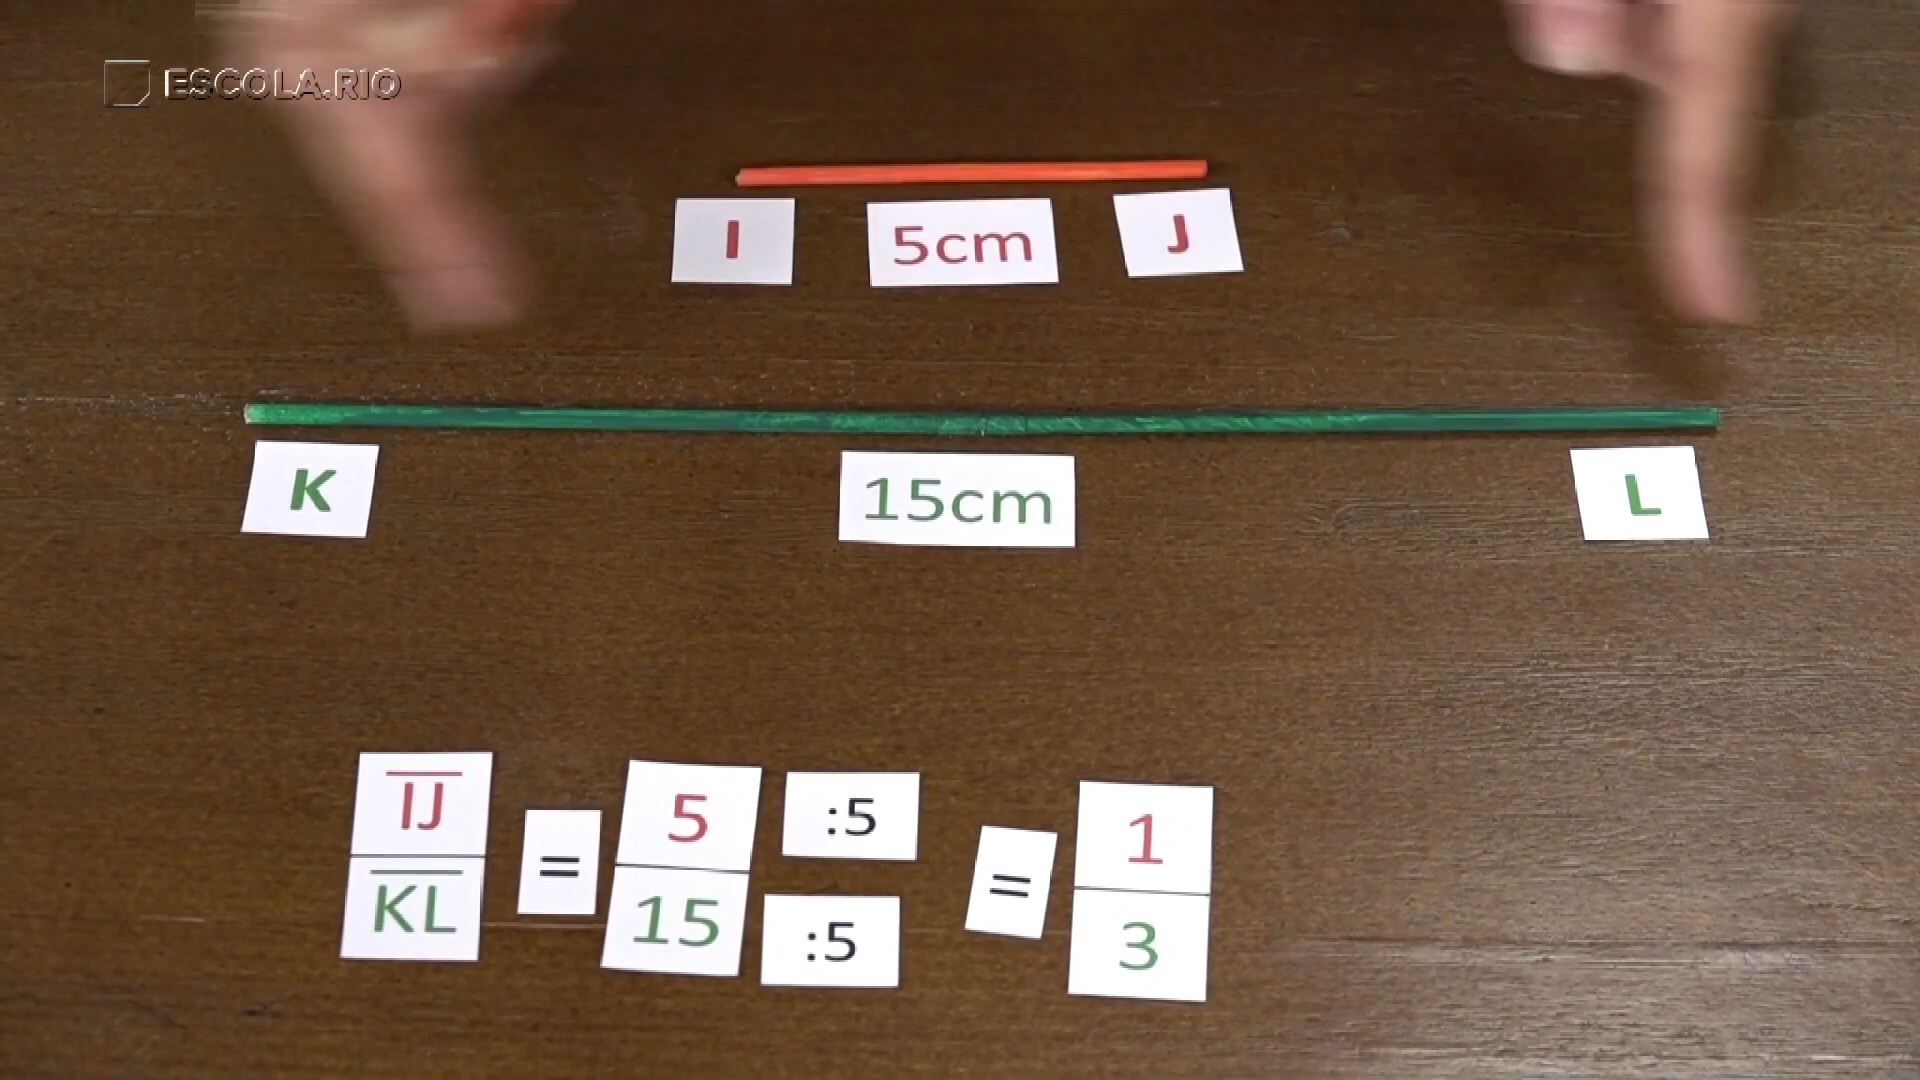 ESCOLA.RIO
I 5cm J
K 15cm L
IJ = 5 :5 = 1
KL 15 :5 3